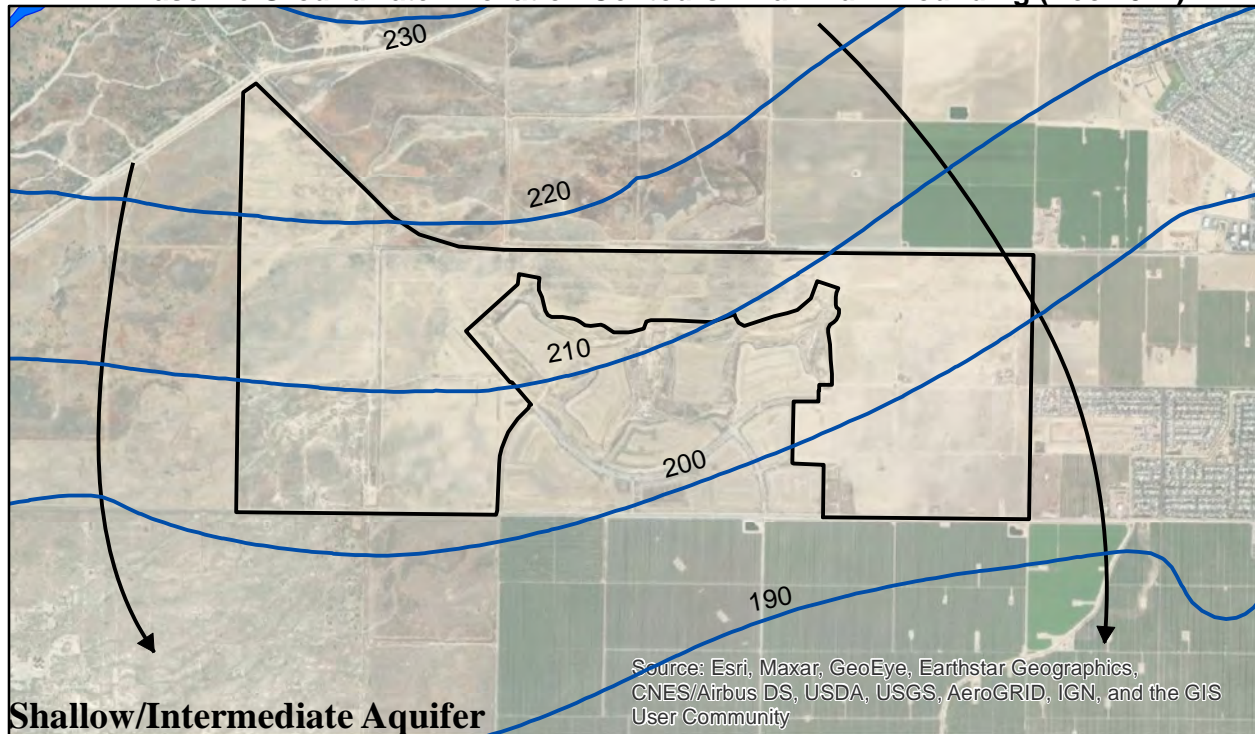 230
220
210
200
190
Source: Esri, Maxar, GeoEye, Earthstar Geographics,
CNES/Airbus DS, USDA, USGS, AeroGRID, IGN, and the GIS
User Community
Shallow/Intermediate Aquifer